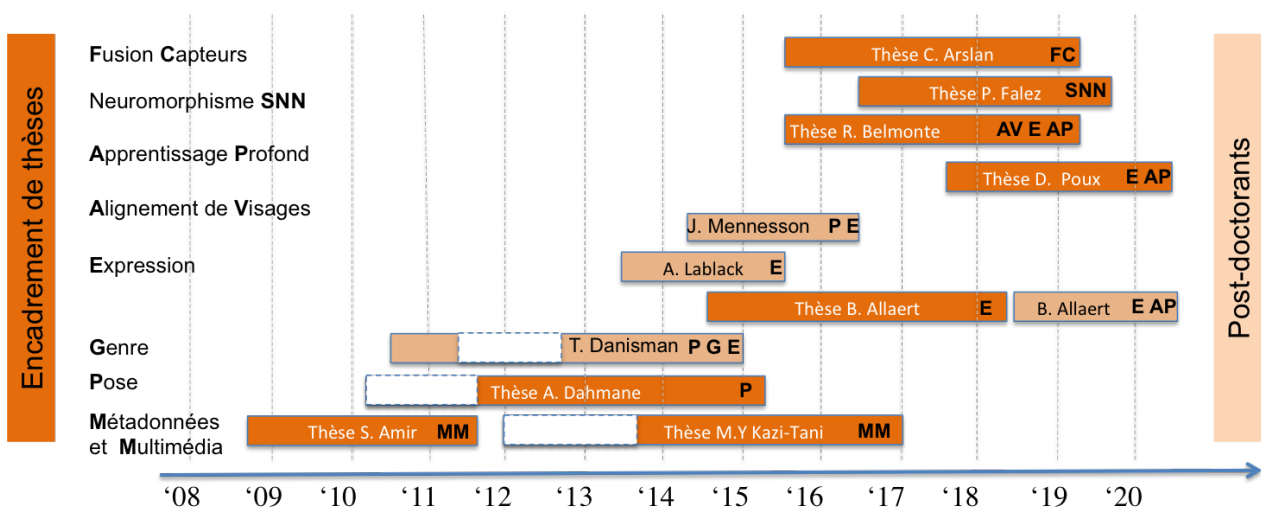 Encadrement de thèses
Fusion Capteurs
Thèse C. Arslan FC
Neuromorphisme SNN
Thèse P. Falez SNN
Thèse R. Belmonte AV E AP
Apprentissage Profond
Thèse D. Poux E AP
Alignement de Visages
J. Mennesson P E
Expression
A. Lablack E
Thèse B. Allaert E
B. Allaert E AP
Genre
T. Danisman P G E
Pose
Thèse A. Dahmane P
Métadonnées
et Multimédia
Thèse S. Amir MM
Thèse M.Y Kazi-Tani MM
Post-doctorants
‘08 ‘09 ‘10 ‘11 ‘12 ‘13 ‘14 ‘15 ‘16 ‘17 ‘18 ‘19 ‘20